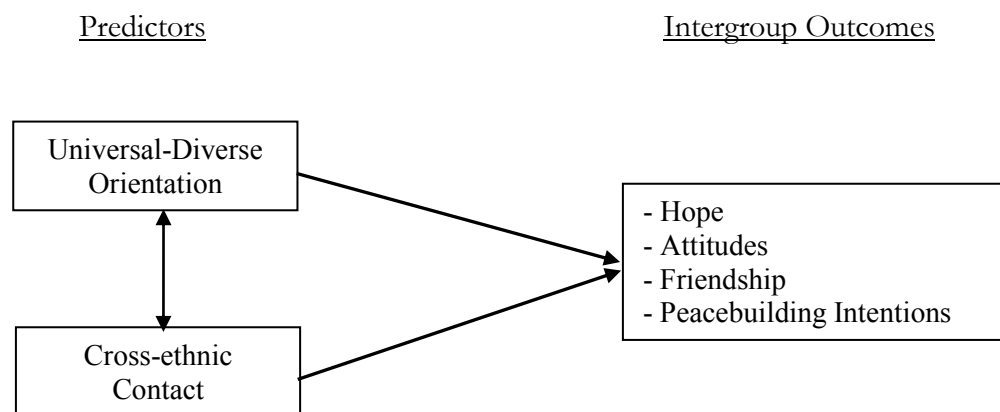 Predictors
Intergroup Outcomes
Universal-Diverse
Orientation
- Hope
- Attitudes
- Friendship
- Peacebuilding Intentions
Cross-ethnic
Contact